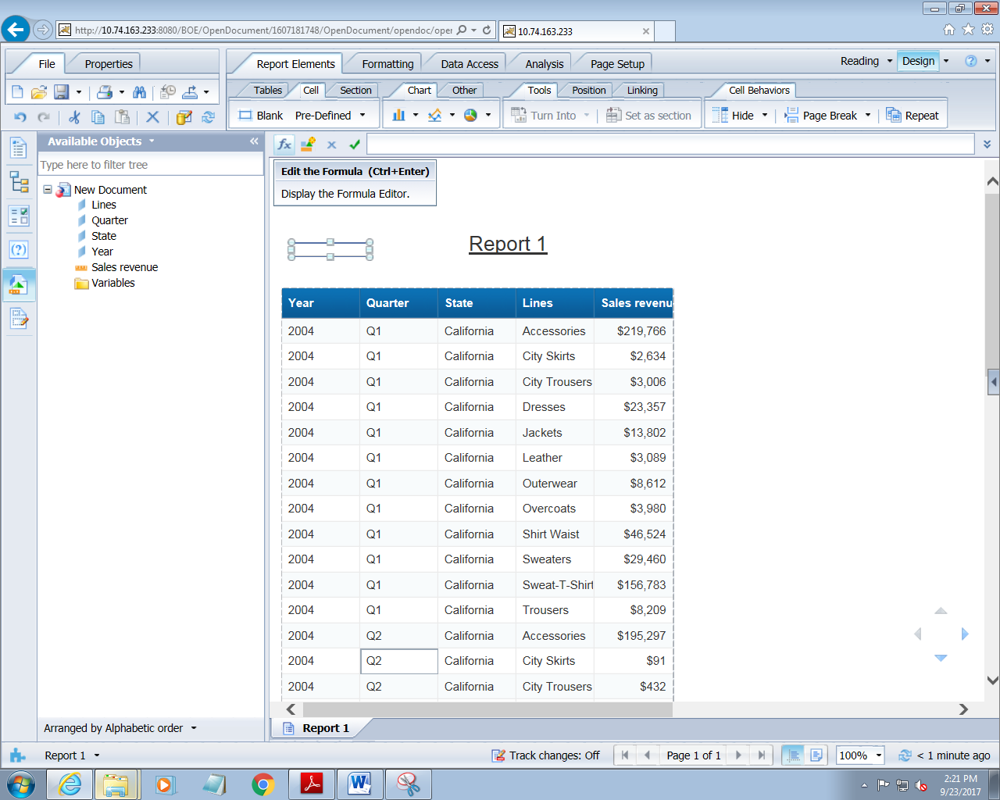 http://10.74.163.233:8080/BOE/OpenDocument/1607181748/OpenDocument/opendoc/oper
10.74.163.233
File Properties
Report Elements Formatting Data Access Analysis Page Setup
Reading Design
Tables Cell Section Chart Other Tools Position Linking Cell Behaviors
Blank Pre-Defined Turn Into Set as section Hide Page Break Repeat
Available Objects
Type here to filter tree
New Document
Lines
Quarter
State
Year
Sales revenue
Variables
Arranged by Alphabetic order
fx
Edit the Formula (Ctrl+Enter)
Display the Formula Editor.
Report 1
Year Quarter State Lines Sales revenu
2004 Q1 California Accessories $219,766
2004 Q1 California City Skirts $2,634
2004 Q1 California City Trousers $3,006
2004 Q1 California Dresses $23,357
2004 Q1 California Jackets $13,802
2004 Q1 California Leather $3,089
2004 Q1 California Outerwear $8,612
2004 Q1 California Overcoats $3,980
2004 Q1 California Shirt Waist $46,524
2004 Q1 California Sweaters $29,460
2004 Q1 California Sweat-T-Shirt $156,783
2004 Q1 California Trousers $8,209
2004 Q2 California Accessories $195,297
2004 Q2 California City Skirts $91
2004 Q2 California City Trousers $432
Report 1
Report 1 Track changes: Off Page 1 of 1 100% < 1 minute ago
2:21 PM
9/23/2017